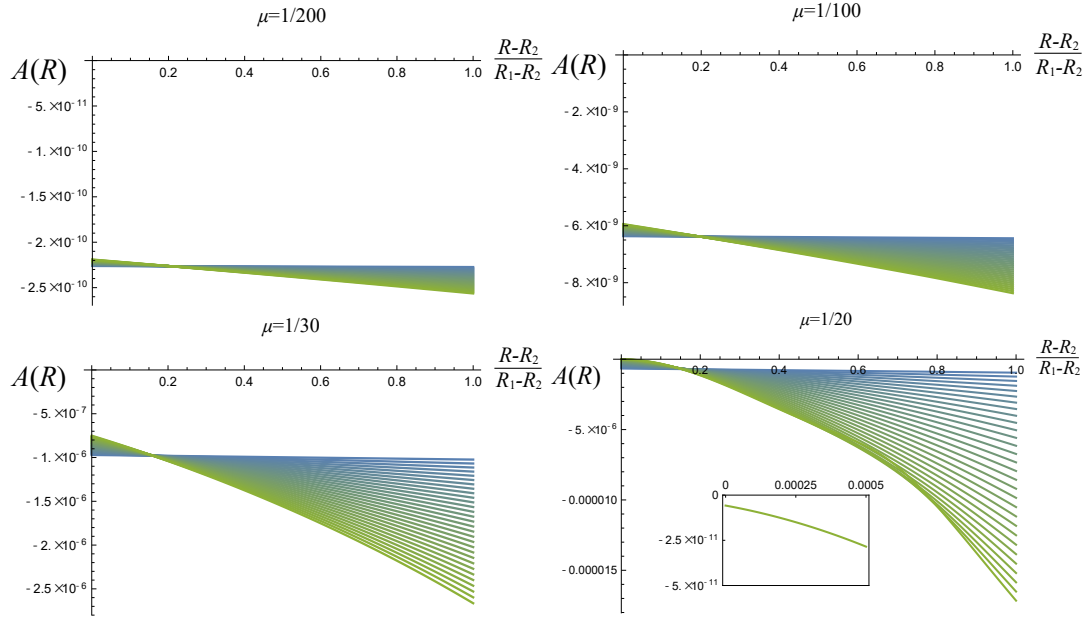 μ=1/200
A(R)
0.2 0.4 0.6 0.8 1.0
R-R₂
R₁-R₂
-5.×10⁻¹¹
-1.×10⁻¹⁰
-1.5×10⁻¹⁰
-2.×10⁻¹⁰
-2.5×10⁻¹⁰
μ=1/100
A(R)
0.2 0.4 0.6 0.8 1.0
R-R₂
R₁-R₂
-2.×10⁻⁹
-4.×10⁻⁹
-6.×10⁻⁹
-8.×10⁻⁹
μ=1/30
A(R)
0.2 0.4 0.6 0.8 1.0
R-R₂
R₁-R₂
-5.×10⁻⁷
-1.×10⁻⁶
-1.5×10⁻⁶
-2.×10⁻⁶
-2.5×10⁻⁶
μ=1/20
A(R)
0.2 0.4 0.6 0.8 1.0
R-R₂
R₁-R₂
-5.×10⁻⁶
-0.000010
-0.000015
0 0.00025 0.0005
0
-2.5×10⁻¹¹
-5.×10⁻¹¹